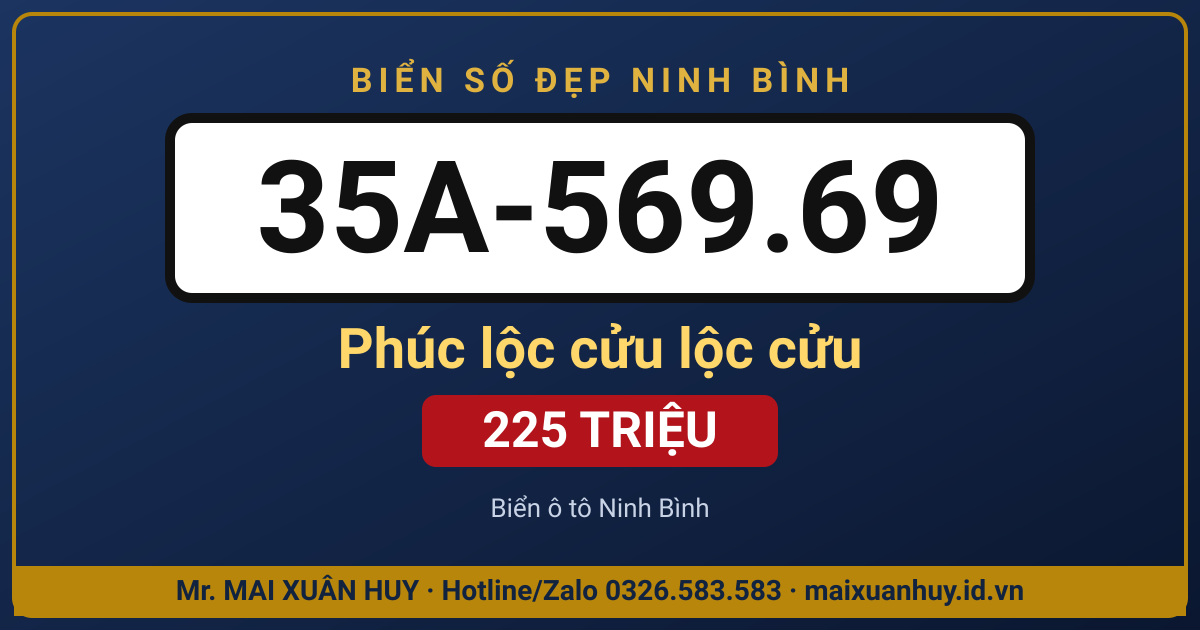 BIỂN SỐ ĐẸP NINH BÌNH
35A-569.69
Phúc lộc cửu lộc cửu
225 TRIỆU
Biển ô tô Ninh Bình
Mr. MAI XUÂN HUY · Hotline/Zalo 0326.583.583 · maixuanhuy.id.vn